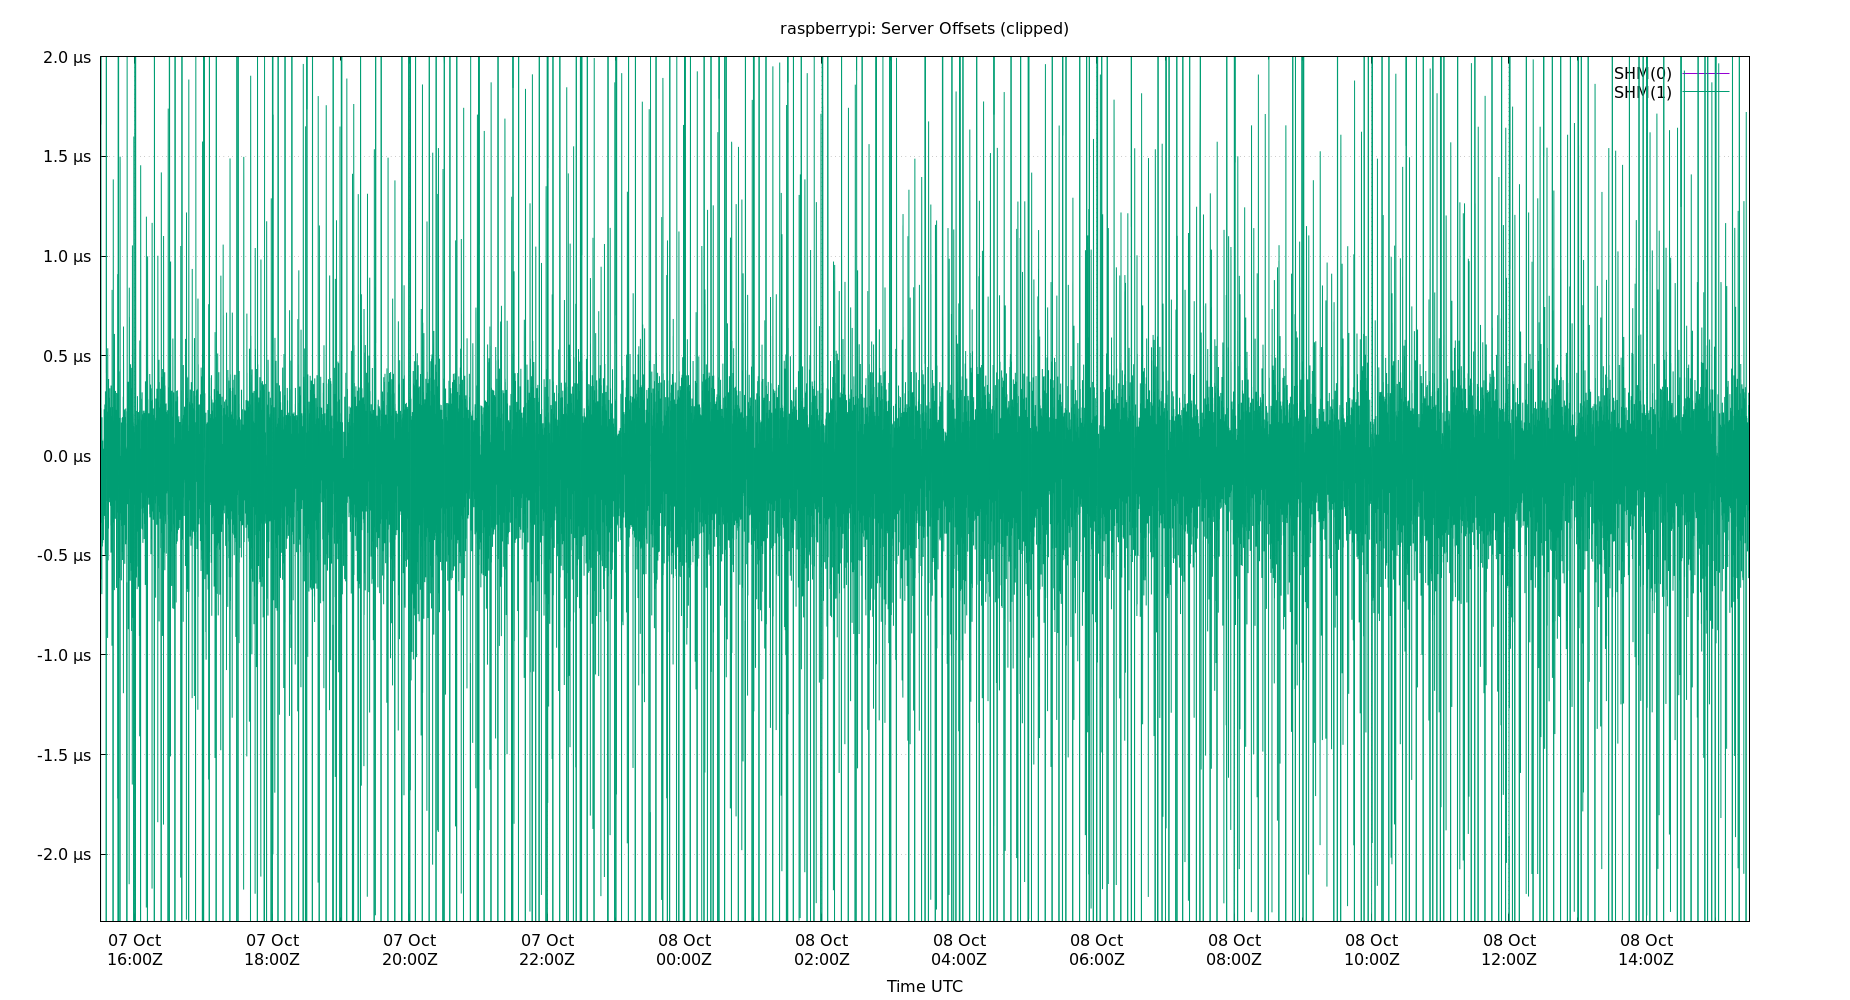 raspberrypi: Server Offsets (clipped)
2.0 µs
1.5 µs
1.0 µs
0.5 µs
0.0 µs
-0.5 µs
-1.0 µs
-1.5 µs
-2.0 µs
SHM(0)
SHM(1)
07 Oct 07 Oct 07 Oct 07 Oct 08 Oct 08 Oct 08 Oct 08 Oct 08 Oct 08 Oct 08 Oct 08 Oct
16:00Z 18:00Z 20:00Z 22:00Z 00:00Z 02:00Z 04:00Z 06:00Z 08:00Z 10:00Z 12:00Z 14:00Z
Time UTC